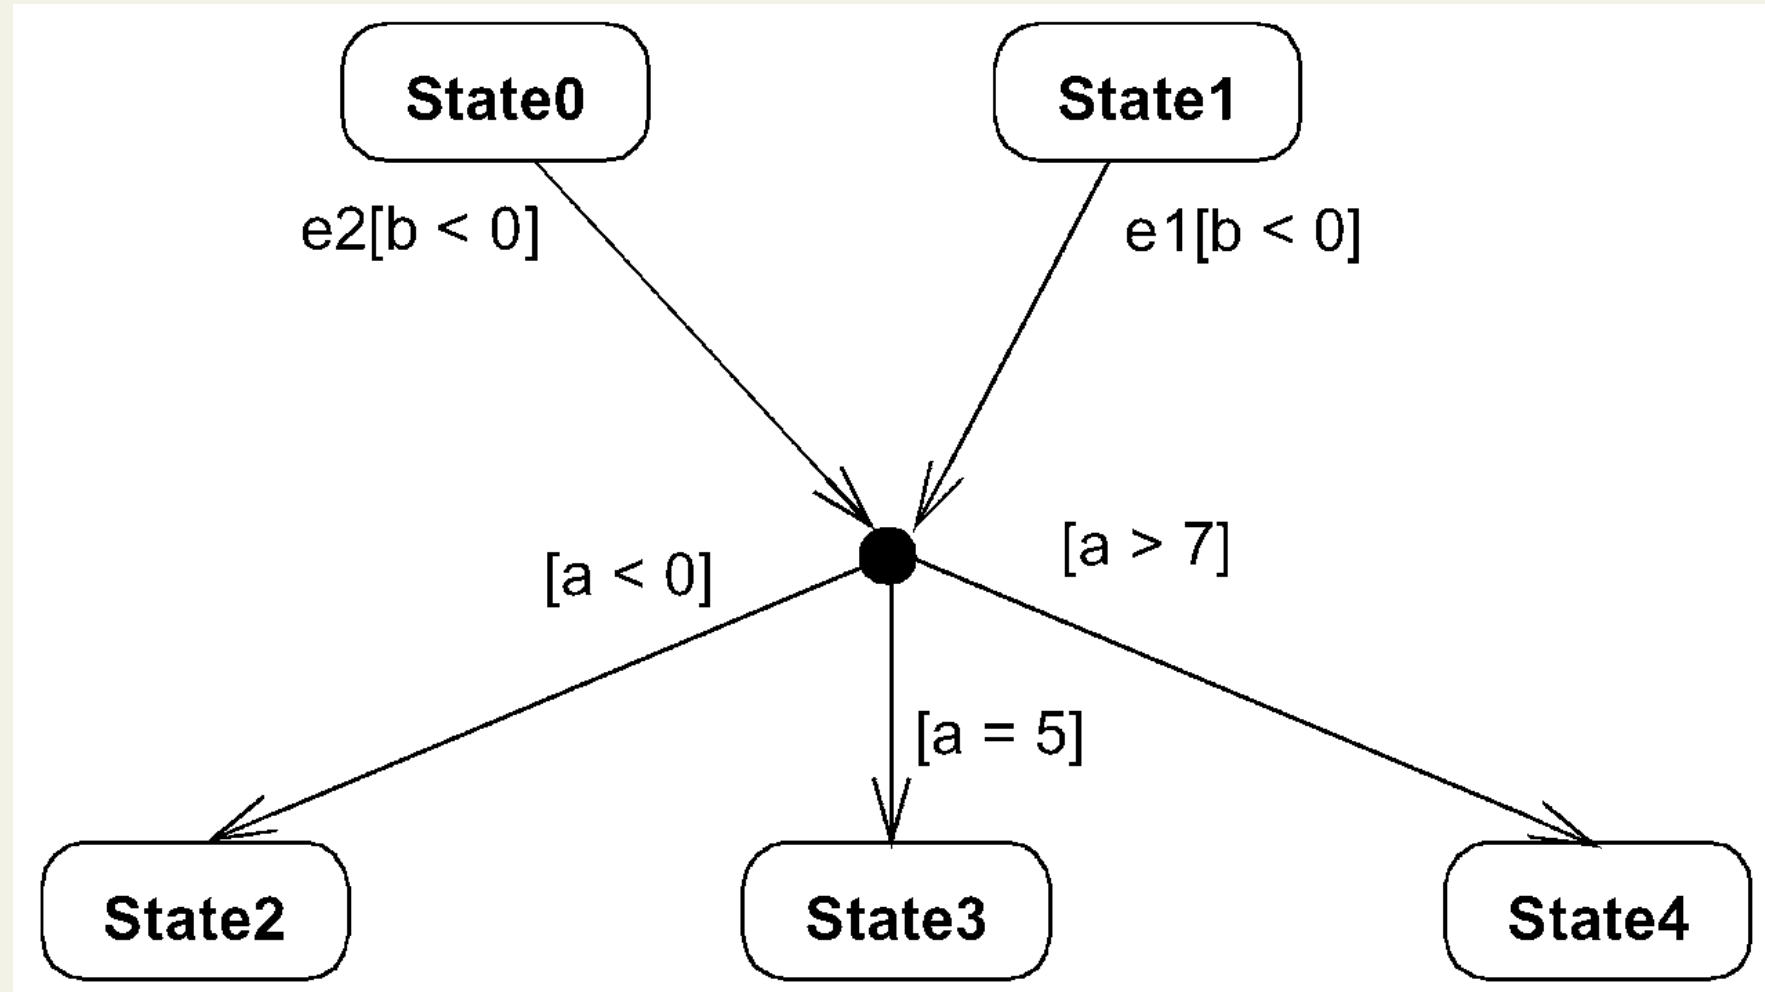 State0
State1
e2[b < 0]
e1[b < 0]
[a < 0]
[a > 7]
[a = 5]
State2
State3
State4